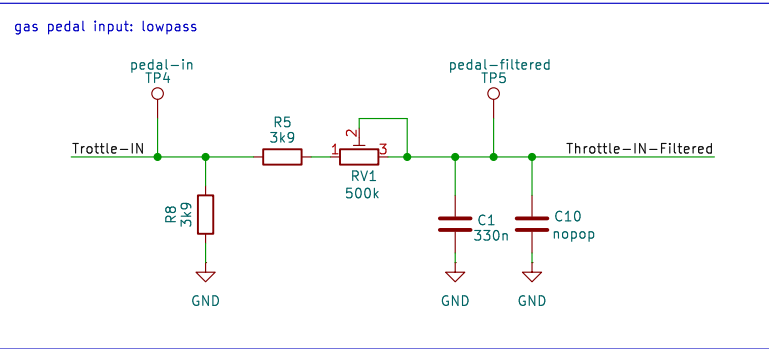 gas pedal input: lowpass
pedal-in
TP4
pedal-filtered
TP5
Trottle-IN
R5
3k9
2
1
3
Throttle-IN-Filtered
RV1
500k
R8
3k9
C1
330n
C10
nopop
GND
GND
GND